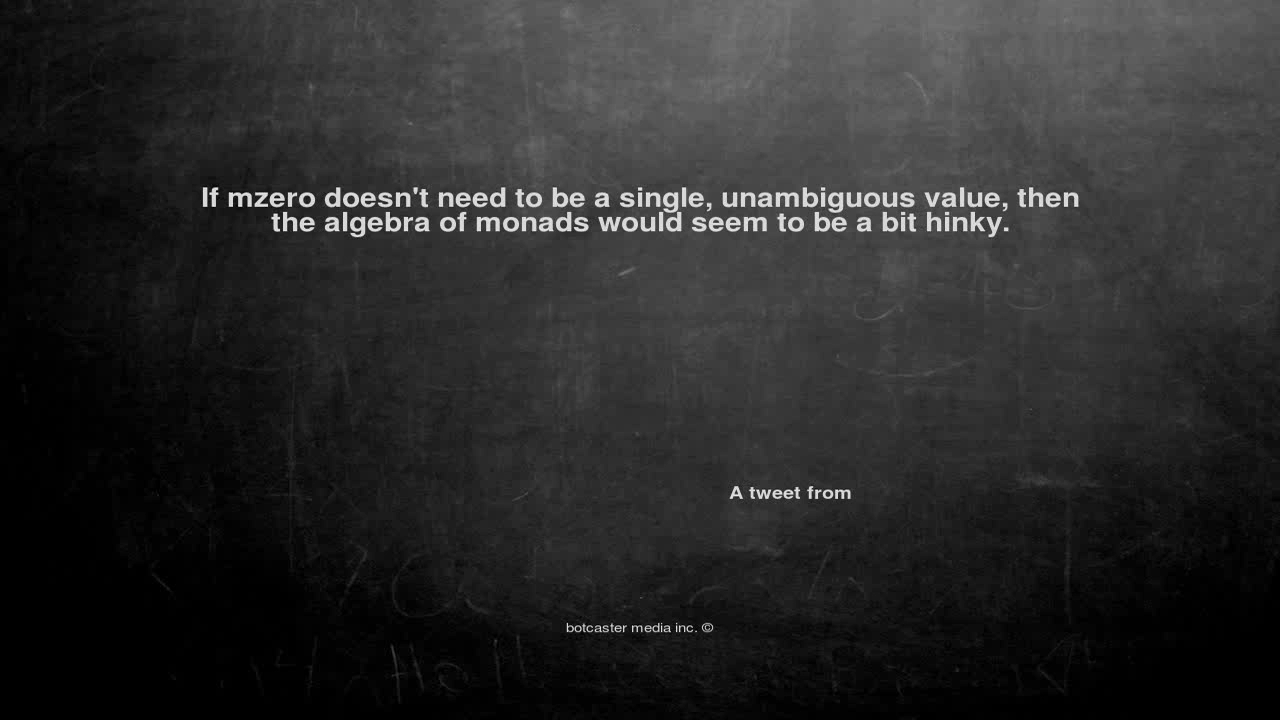 If mzero doesn't need to be a single, unambiguous value, then
the algebra of monads would seem to be a bit hinky.
A tweet from
botcaster media inc. ©